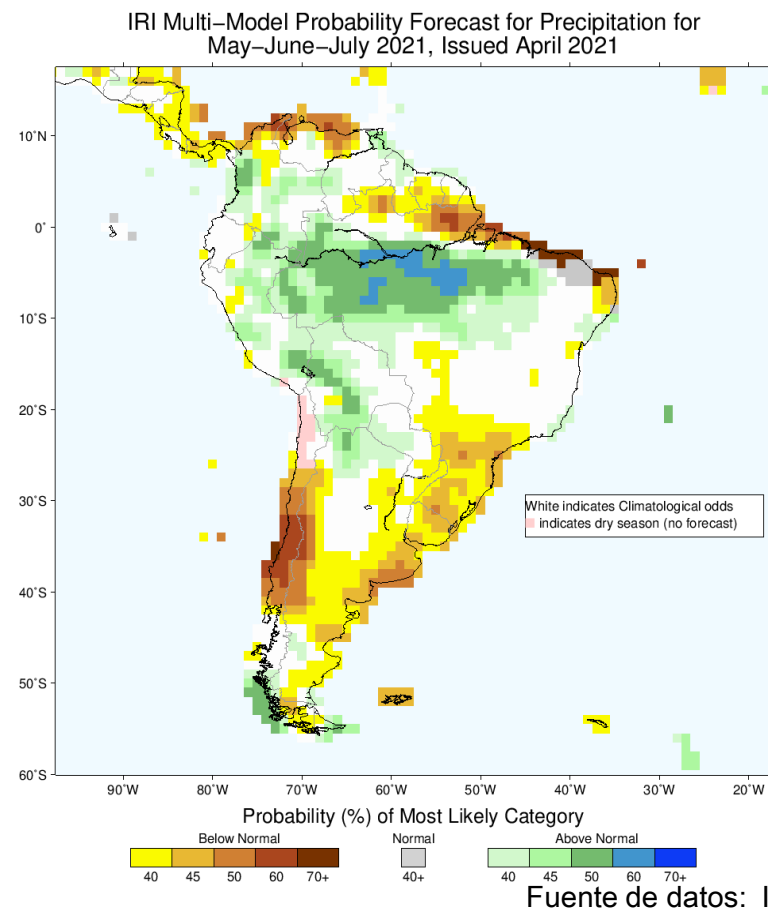 IRI Multi−Model Probability Forecast for Precipitation for
May−June−July 2021, Issued April 2021
10˚N
0˚
10˚S
20˚S
30˚S
40˚S
50˚S
60˚S
White indicates Climatological odds
indicates dry season (no forecast)
90˚W 80˚W 70˚W 60˚W 50˚W 40˚W 30˚W 20˚W
Probability (%) of Most Likely Category
Below Normal Normal Above Normal
40 45 50 60 70+ 40+ 40 45 50 60 70+
Fuente de datos: I